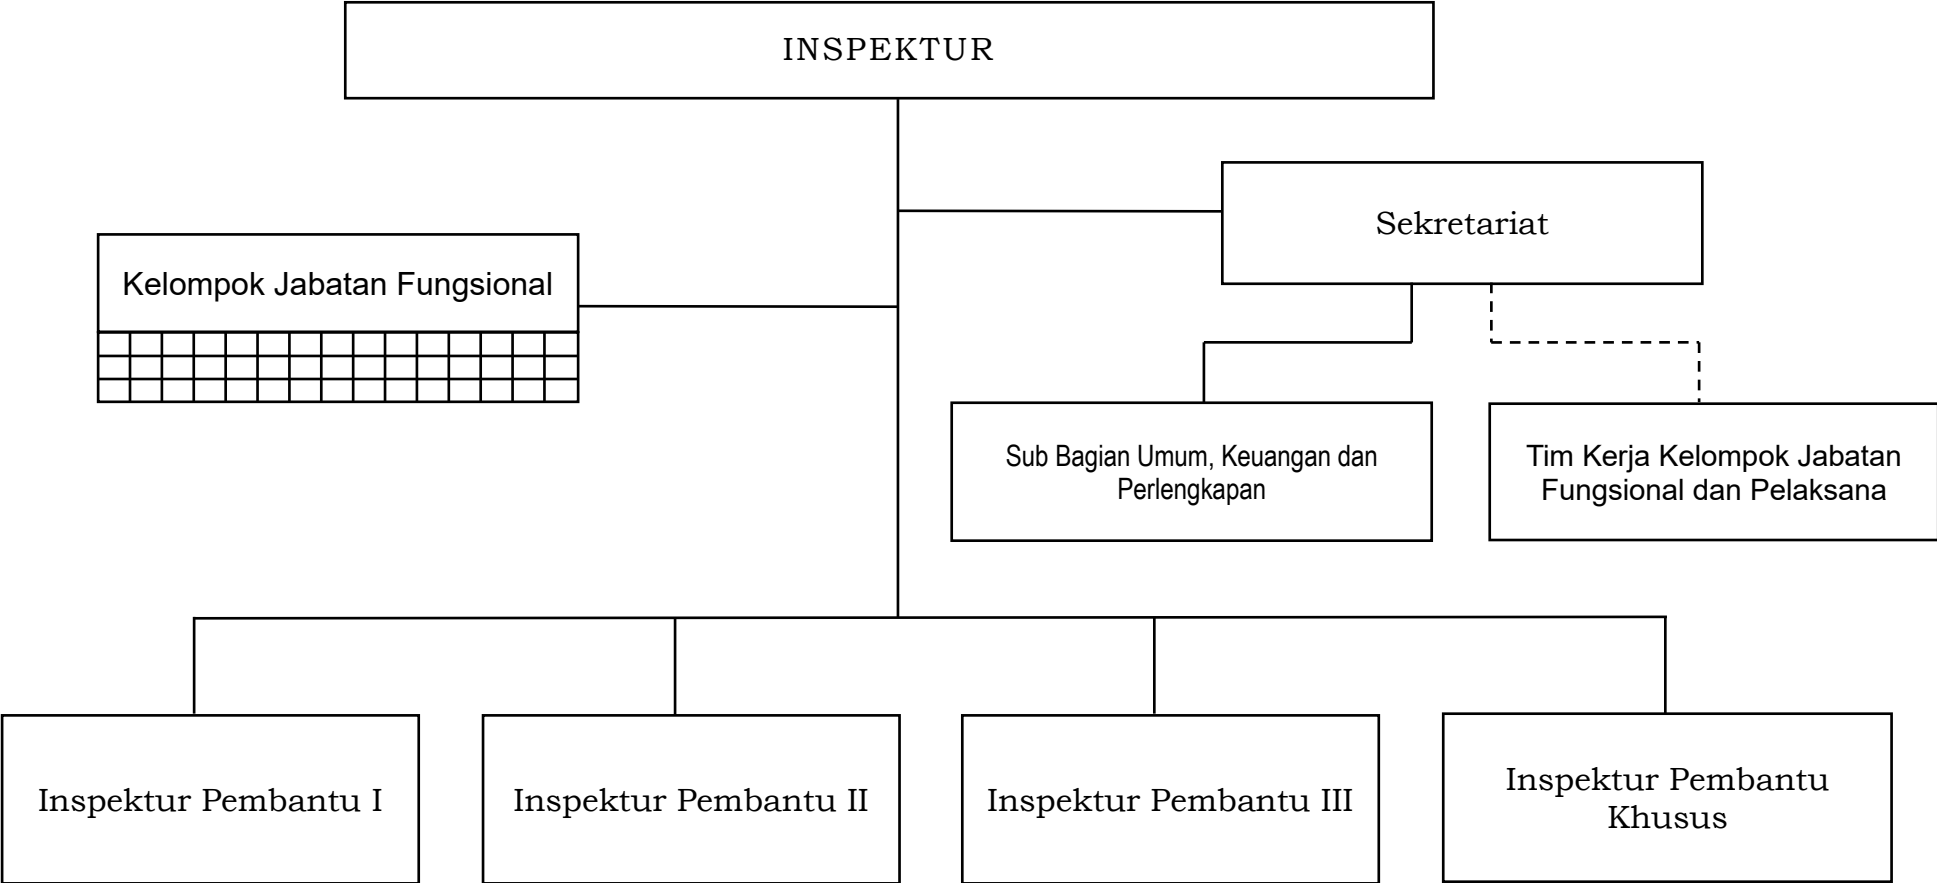 INSPEKTUR
Sekretariat
Kelompok Jabatan Fungsional
Sub Bagian Umum, Keuangan dan
Perlengkapan
Tim Kerja Kelompok Jabatan
Fungsional dan Pelaksana
Inspektur Pembantu I
Inspektur Pembantu II
Inspektur Pembantu III
Inspektur Pembantu
Khusus